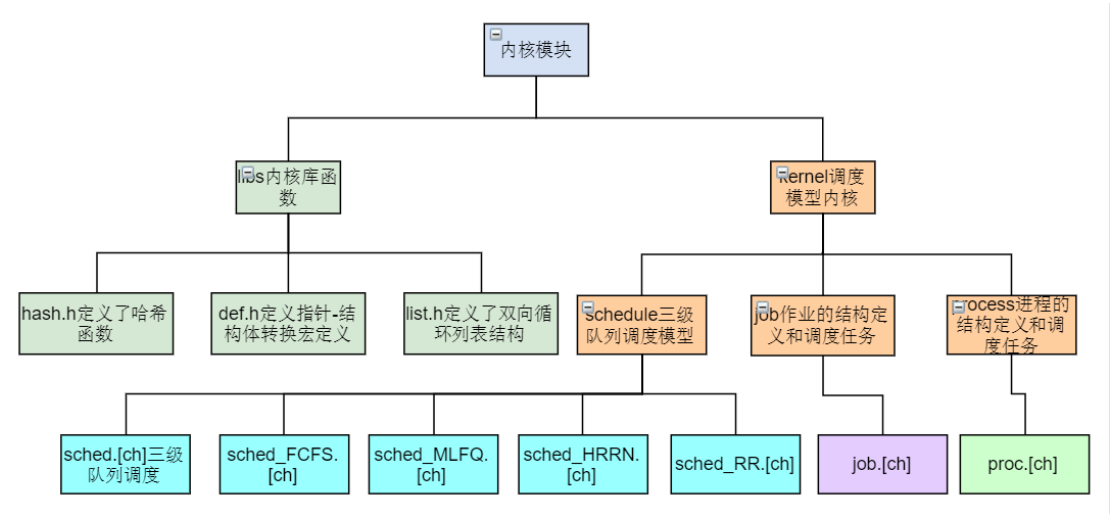 内核模块
libs内核库函
数
kernel调度
模型内核
hash.h定义了哈希
函数
def.h定义指针-结
构体转换宏定义
list.h定义了双向循
环列表结构
schedule三级
队列调度模型
job作业的结构定
义和调度任务
process进程的
结构定义和调
度任务
sched.[ch]三级
队列调度
sched_FCFS.
[ch]
sched_MLFQ.
[ch]
sched_HRRN.
[ch]
sched_RR.[ch]
job.[ch]
proc.[ch]